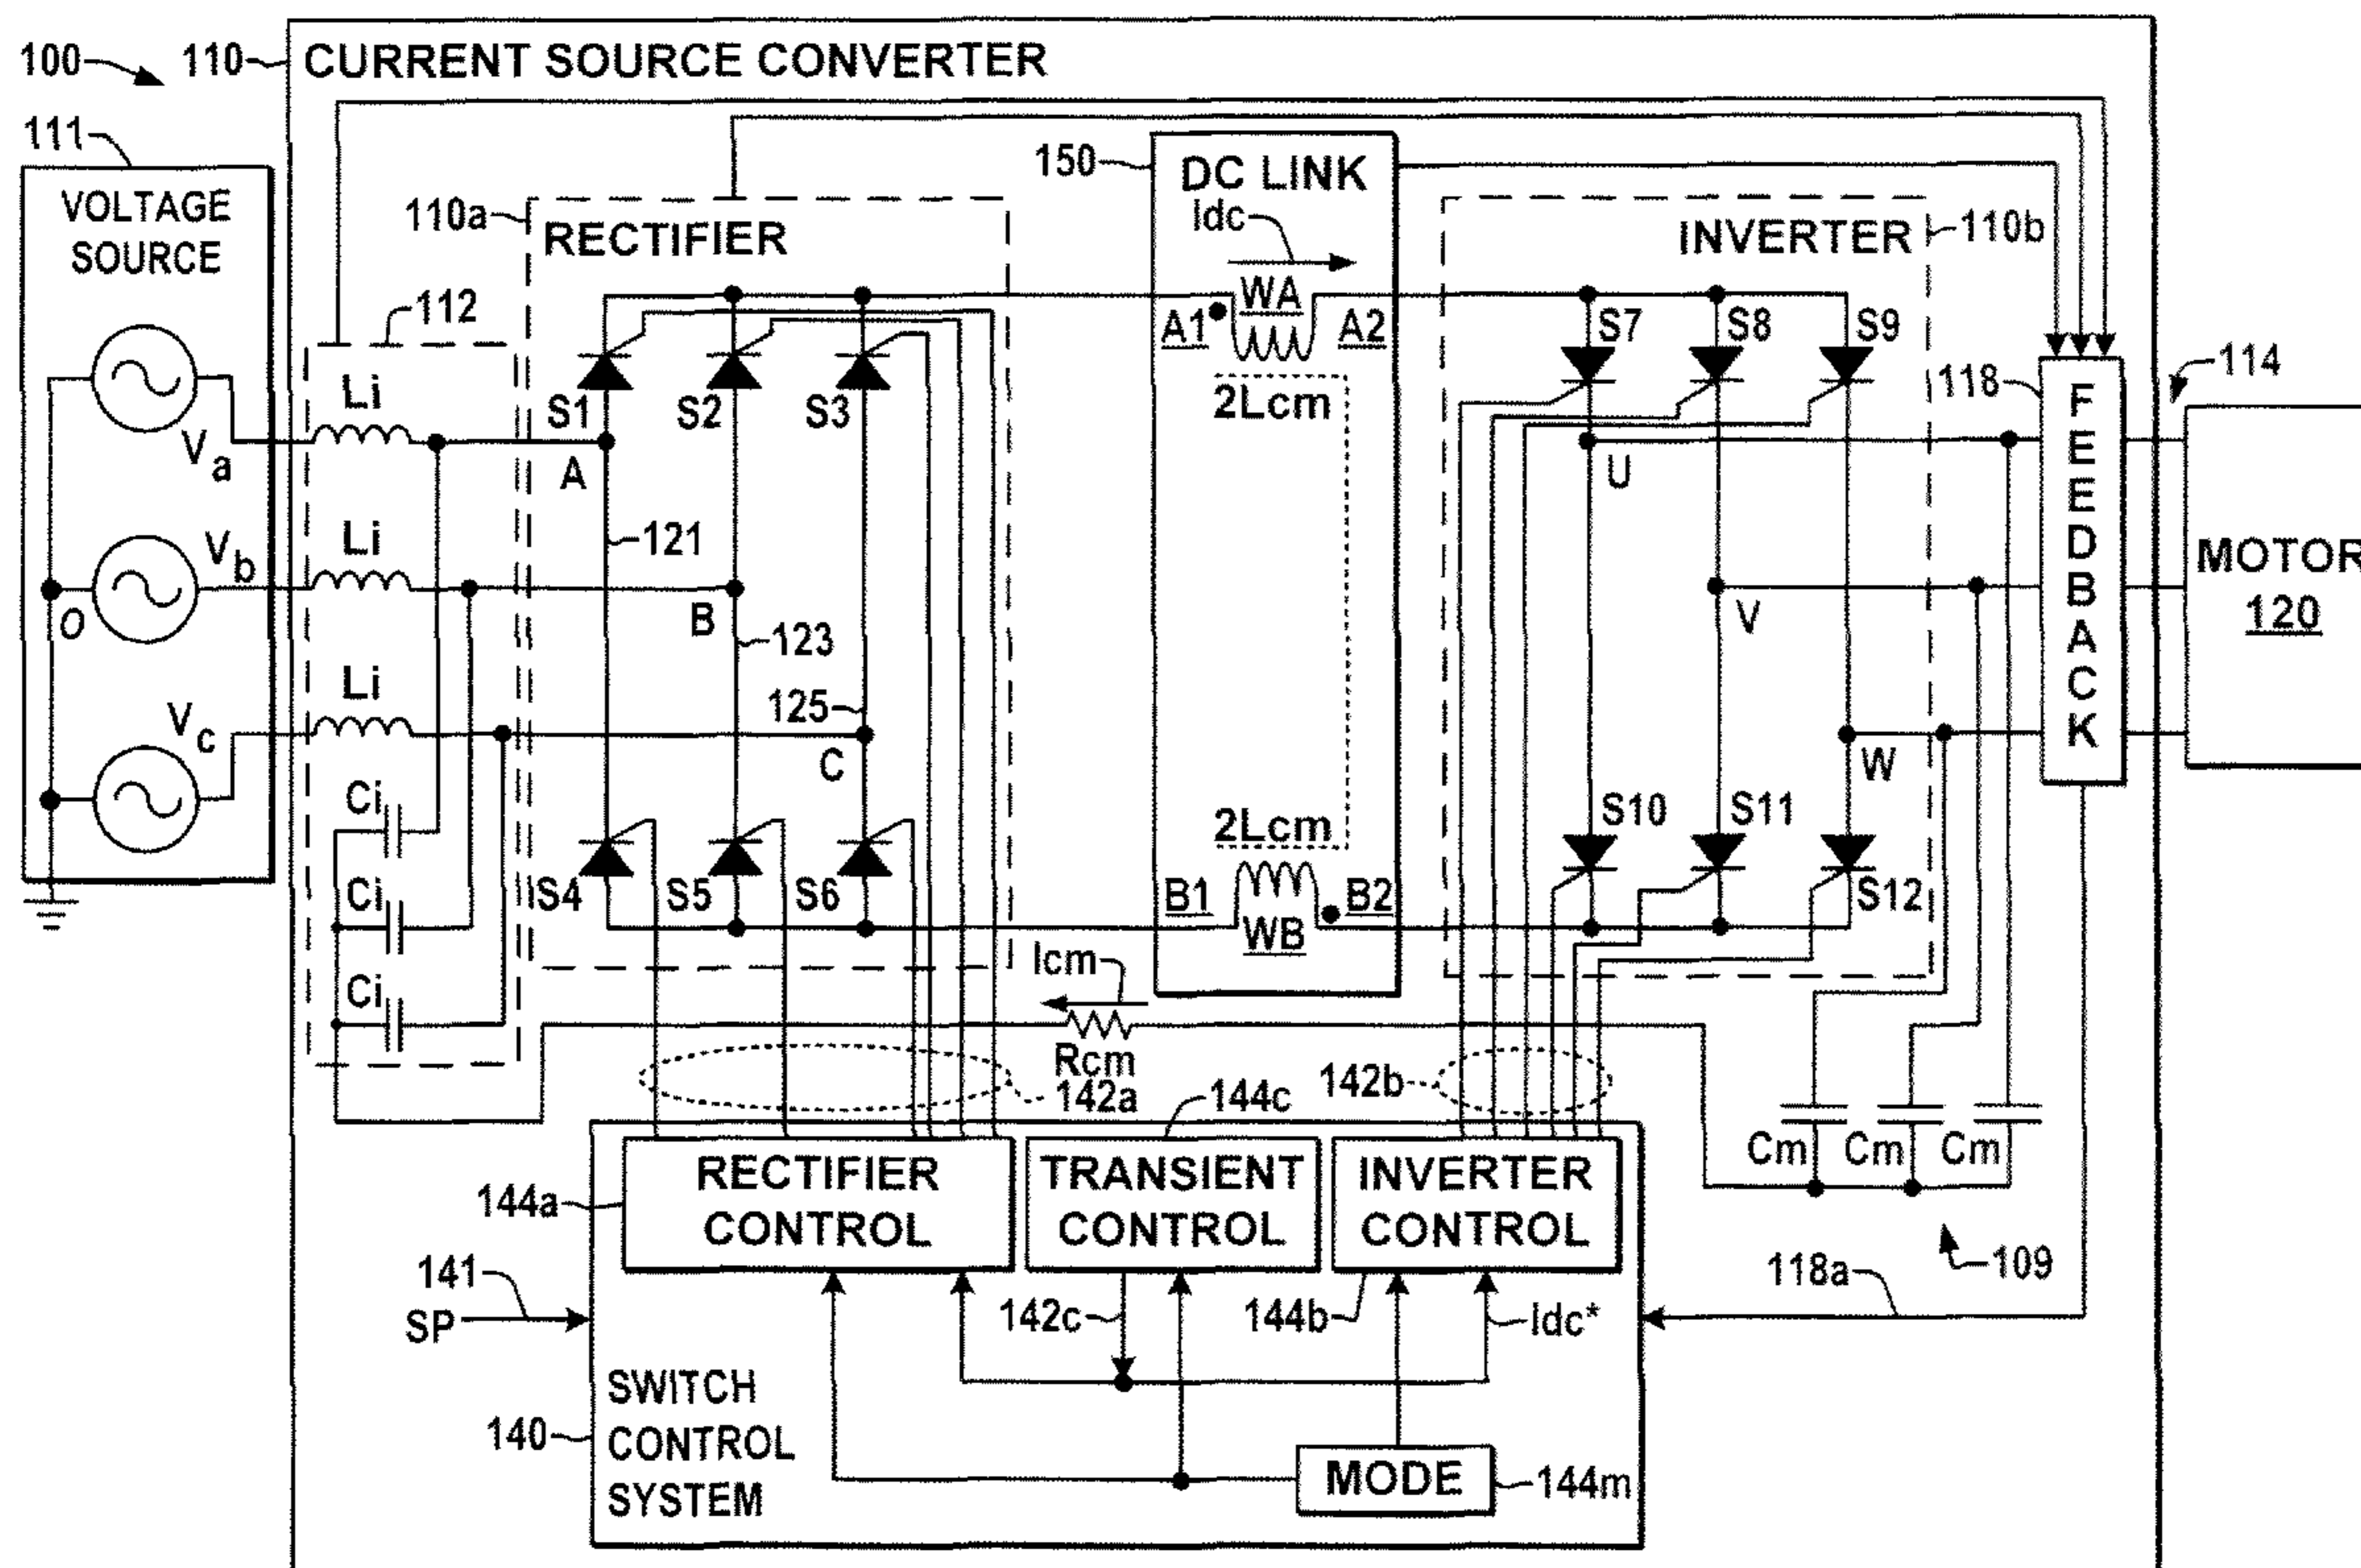 100
110
CURRENT SOURCE CONVERTER
111
VOLTAGE
SOURCE
Va
Vb
O
Vc
112
Li
Li
Li
Ci
Ci
Ci
110a
RECTIFIER
S1
S2
S3
A
121
B
123
125
C
S4
S5
S6
150
DC LINK
Idc
WA
A1
A2
2Lcm
2Lcm
B1
B2
WB
INVERTER
110b
S7
S8
S9
U
V
W
S10
S11
S12
118
FEEDBACK
114
MOTOR
120
Icm
Rcm
142a
144c
142b
Cm
Cm
Cm
109
118a
RECTIFIER
CONTROL
144a
TRANSIENT
CONTROL
INVERTER
CONTROL
141
SP
142c
144b
Idc*
SWITCH
CONTROL
SYSTEM
140
MODE
144m